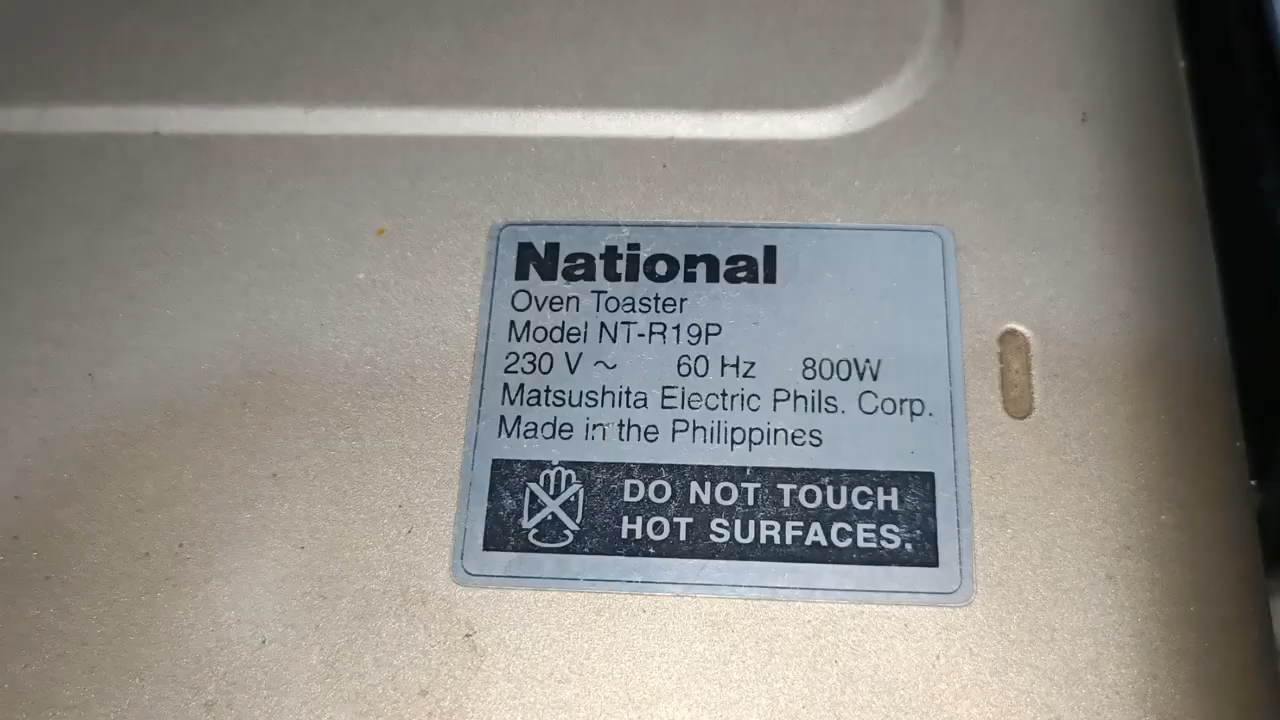 National
Oven Toaster
Model NT-R19P
230 V ~ 60 Hz 800W
Matsushita Electric Phils. Corp.
Made in the Philippines
DO NOT TOUCH
HOT SURFACES.